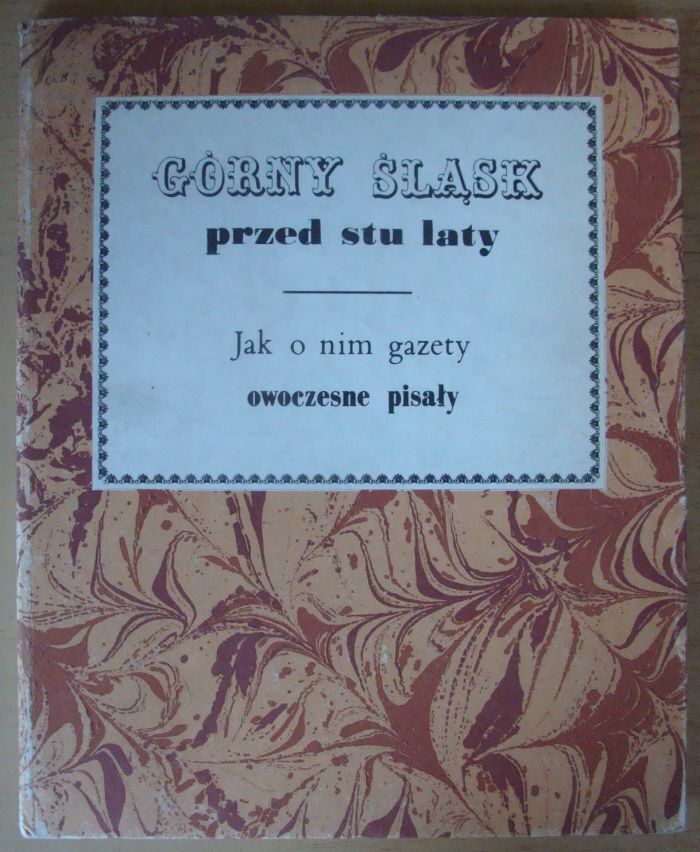 GÓRNY ŚLĄSK
przed stu laty
Jak o nim gazety
owoczesne pisały